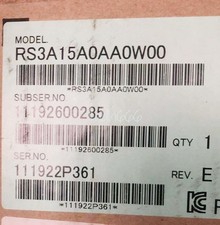 MODEL.
RS3A15A0AA0W00
*RS3A15A0AA0W00*
SUBSER.NO
11192600285
*11192600285*
QTY 1
SER.NO.
111922P361
REV. E
*111922P361*